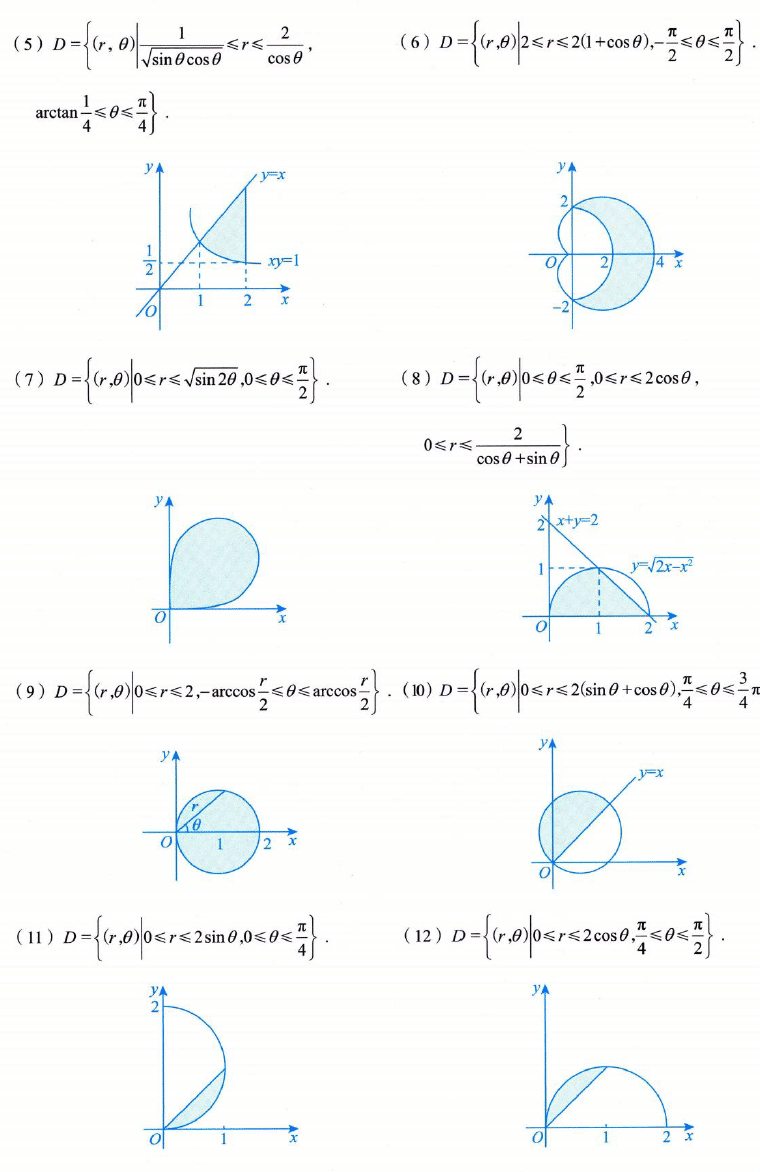 (5) D={(r, θ)|1/√(sinθcosθ)≤r≤2/cosθ,
arctan 1/4≤θ≤π/4}.
(6) D={(r,θ)|2≤r≤2(1+cosθ),-π/2≤θ≤π/2}.
y
y=x
1/2
xy=1
O
1
2
x
y
2
O
2
4
x
-2
(7) D={(r,θ)|0≤r≤√(sin2θ),0≤θ≤π/2}.
(8) D={(r,θ)|0≤θ≤π/2,0≤r≤2cosθ,
0≤r≤2/(cosθ+sinθ)}.
y
O
x
y
2
x+y=2
1
y=√(2x-x²)
O
1
2
x
(9) D={(r,θ)|0≤r≤2,-arccos r/2≤θ≤arccos r/2}.
(10) D={(r,θ)|0≤r≤2(sinθ+cosθ),π/4≤θ≤3/4π
y
r
θ
O
1
2
x
y
y=x
O
x
(11) D={(r,θ)|0≤r≤2sinθ,0≤θ≤π/4}.
(12) D={(r,θ)|0≤r≤2cosθ,π/4≤θ≤π/2}.
y
2
O
1
x
y
O
1
2
x